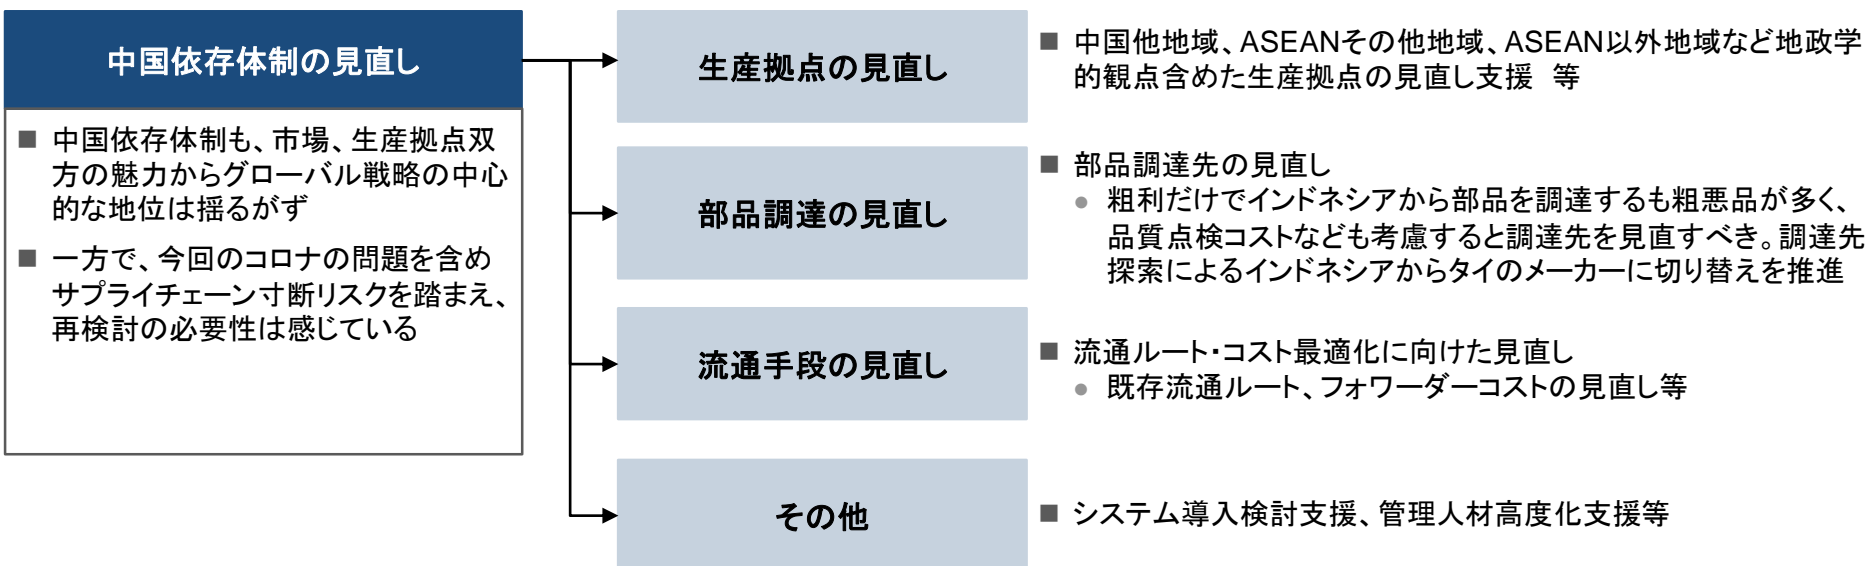 中国依存体制の見直し
■ 中国依存体制も、市場、生産拠点双
方の魅力からグローバル戦略の中心
的な地位は揺るがず
■ 一方で、今回のコロナの問題を含め
サプライチェーン寸断リスクを踏まえ、
再検討の必要性は感じている
生産拠点の見直し
■ 中国他地域、ASEANその他地域、ASEAN以外地域など地政学
的観点含めた生産拠点の見直し支援　等
部品調達の見直し
■ 部品調達先の見直し
● 粗利だけでインドネシアから部品を調達するも粗悪品が多く、
品質点検コストなども考慮すると調達先を見直すべき。調達先
探索によるインドネシアからタイのメーカーに切り替えを推進
流通手段の見直し
■ 流通ルート・コスト最適化に向けた見直し
● 既存流通ルート、フォワーダーコストの見直し等
その他
■ システム導入検討支援、管理人材高度化支援等